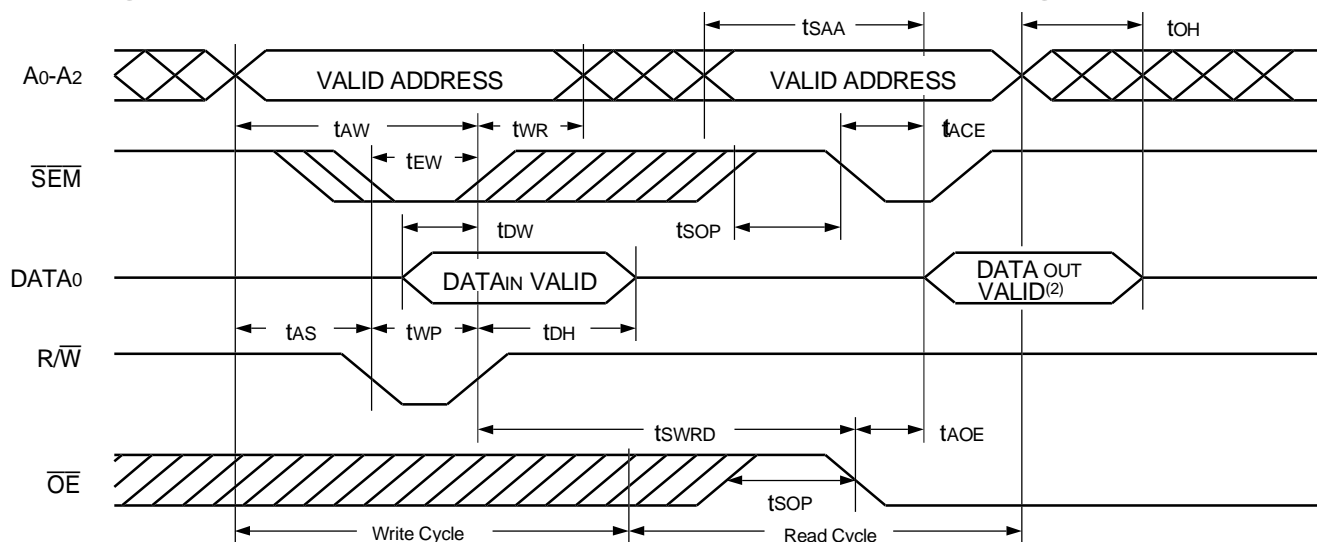 tSAA
tOH
A0-A2
VALID ADDRESS
VALID ADDRESS
tAW
tWR
tACE
tEW
SEM
tDW
tSOP
DATA0
DATAIN VALID
DATA OUT
VALID(2)
tAS
tWP
tDH
R/W
tSWRD
tAOE
OE
tSOP
Write Cycle
Read Cycle